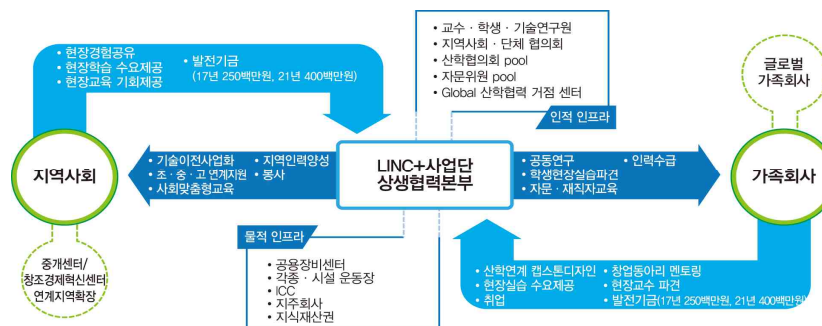 • 현장경험공유
• 현장학습 수요제공
• 현장교육 기회제공
• 발전기금
(17년 250백만원, 21년 400백만원)
• 교수 · 학생 · 기술연구원
• 지역사회 · 단체 협의회
• 산학협의회 pool
• 자문위원 pool
• Global 산학협력 거점 센터
인적 인프라
글로벌
가족회사
지역사회
• 기술이전사업화
• 초 · 중 · 고 연계지원
• 사회맞춤형교육
• 지역인력양성
• 봉사
LINC+사업단
상생협력본부
• 공동연구
• 학생현장실습파견
• 자문 · 재직자교육
• 인력수급
가족회사
중개센터/
창조경제혁신센터
연계지역확장
물적 인프라
• 공용장비센터
• 각종 · 시설 운동장
• ICC
• 지주회사
• 지식재산권
• 산학연계 캡스톤디자인
• 현장실습 수요제공
• 취업
• 창업동아리 멘토링
• 현장교수 파견
• 발전기금(17년 250백만원, 21년 400백만원)